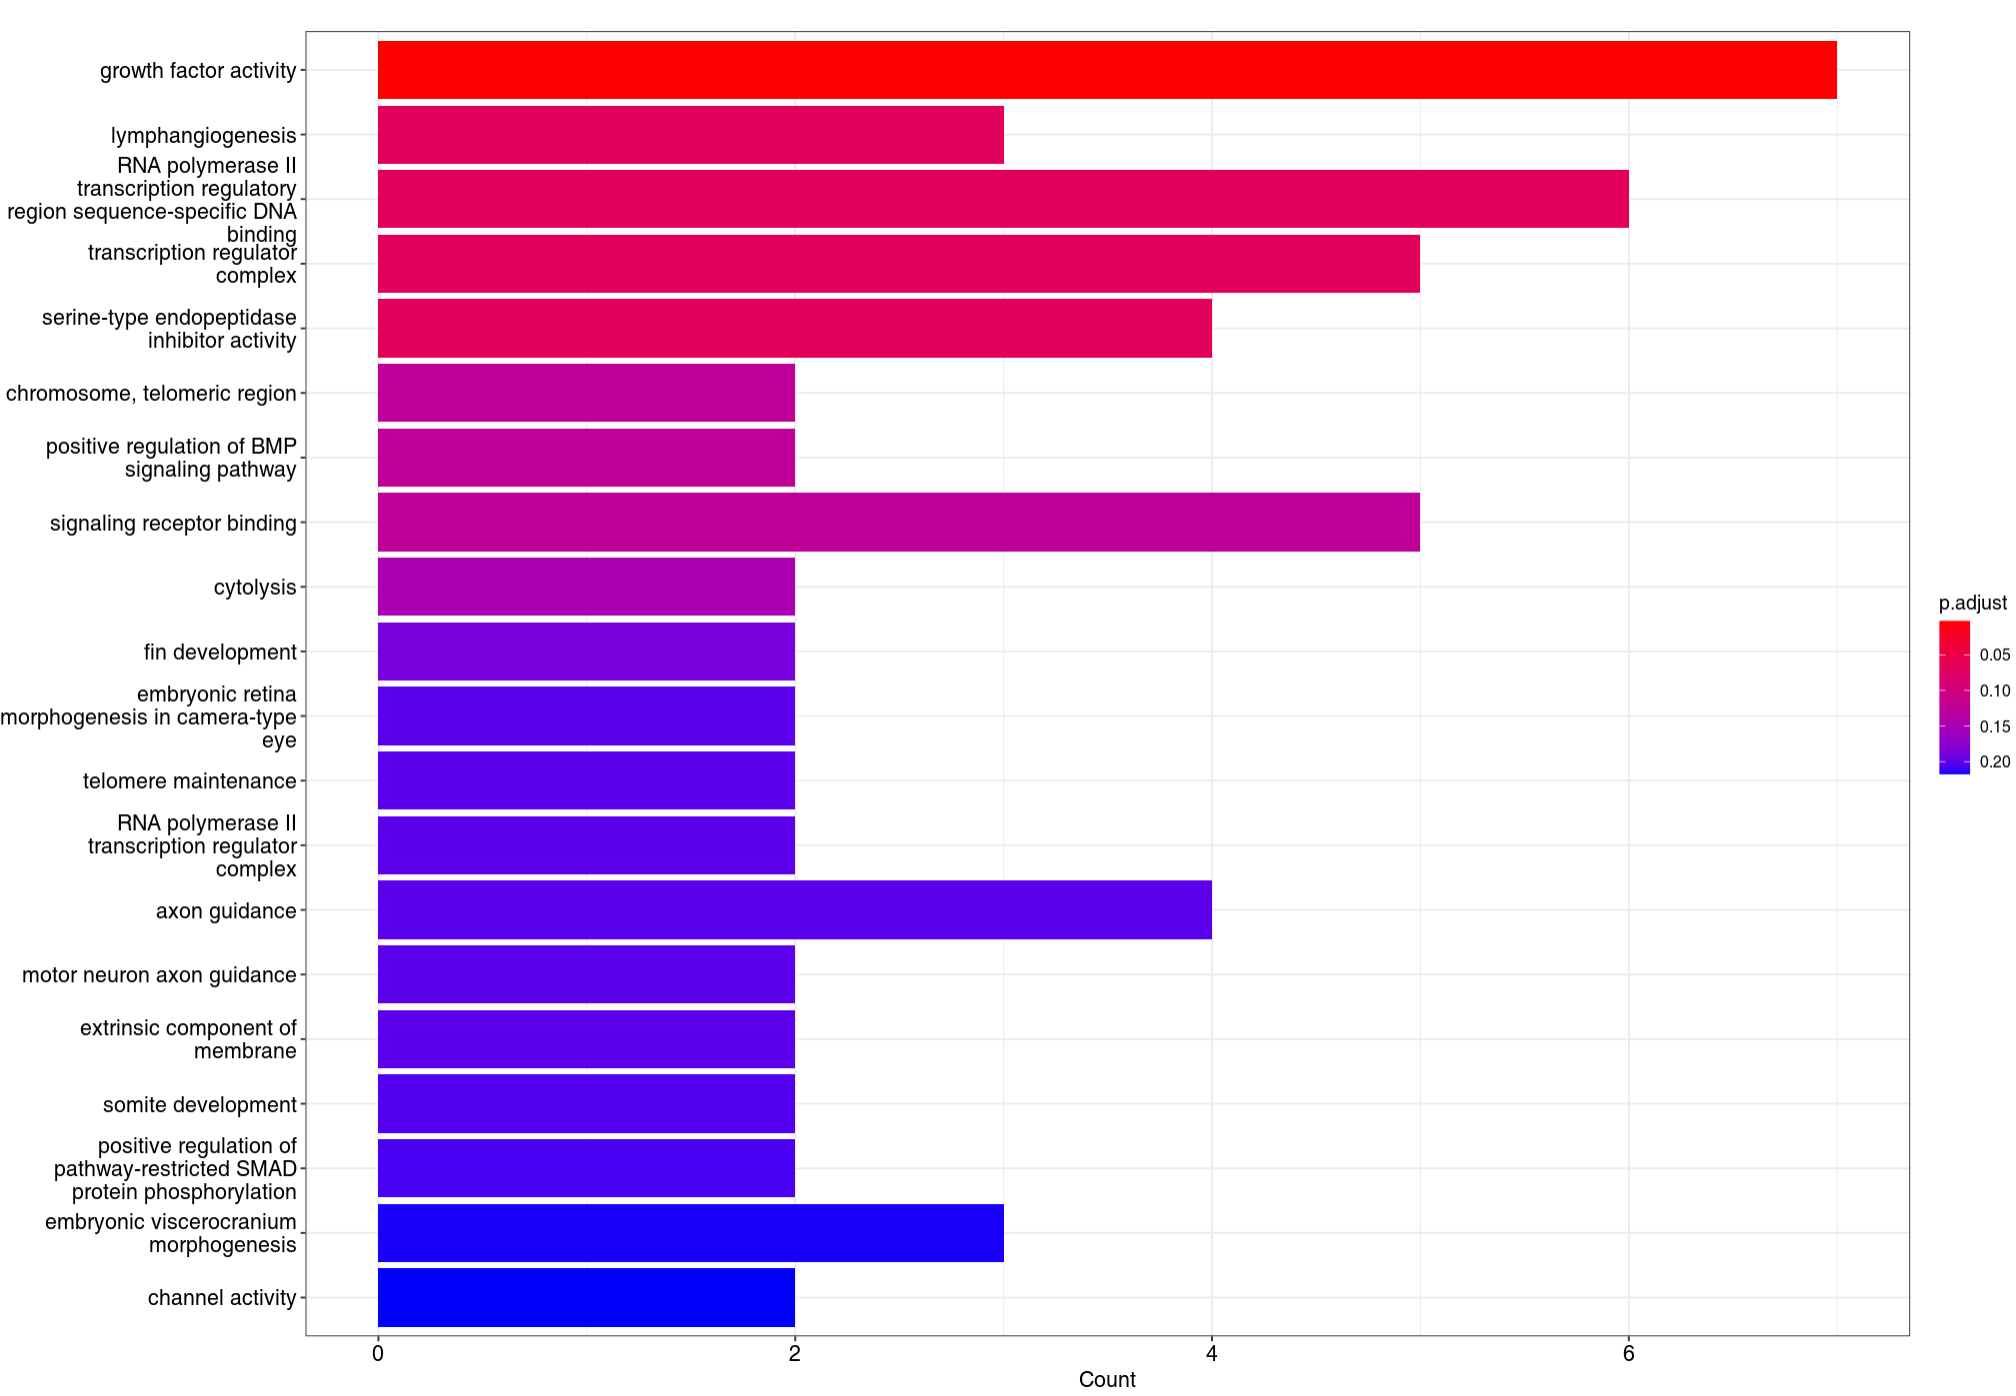 growth factor activity
lymphangiogenesis
RNA polymerase II
transcription regulatory
region sequence-specific DNA
binding
transcription regulator
complex
serine-type endopeptidase
inhibitor activity
chromosome, telomeric region
positive regulation of BMP
signaling pathway
signaling receptor binding
cytolysis
fin development
embryonic retina
morphogenesis in camera-type
eye
telomere maintenance
RNA polymerase II
transcription regulator
complex
axon guidance
motor neuron axon guidance
extrinsic component of
membrane
somite development
positive regulation of
pathway-restricted SMAD
protein phosphorylation
embryonic viscerocranium
morphogenesis
channel activity
0 2 4 6
Count
p.adjust
0.05
0.10
0.15
0.20